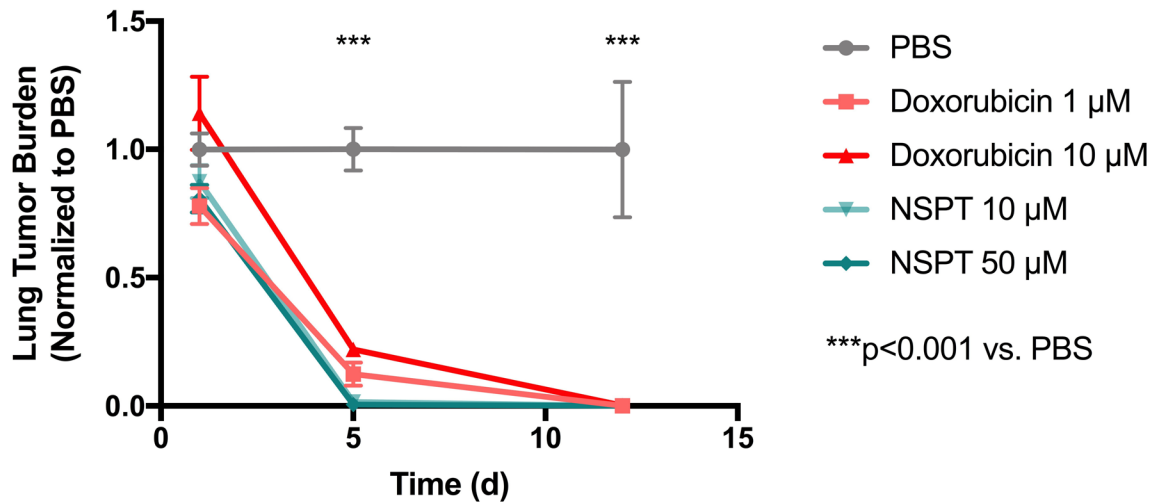 Lung Tumor Burden
(Normalized to PBS)
1.5
1.0
0.5
0.0
0
5
10
15
Time (d)
***
***
PBS
Doxorubicin 1 µM
Doxorubicin 10 µM
NSPT 10 µM
NSPT 50 µM
***p<0.001 vs. PBS